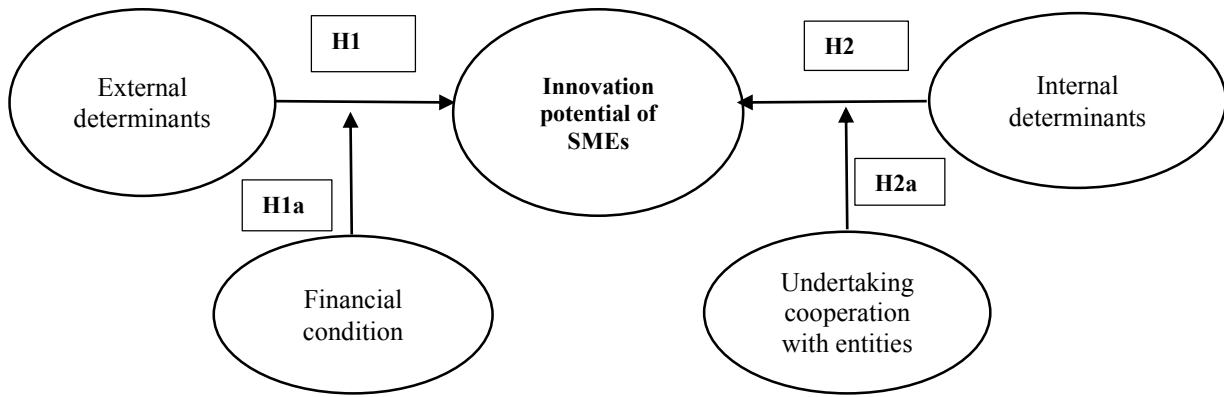 H1
H2
External
determinants
Innovation
potential of
SMEs
Internal
determinants
H1a
H2a
Financial
condition
Undertaking
cooperation
with entities